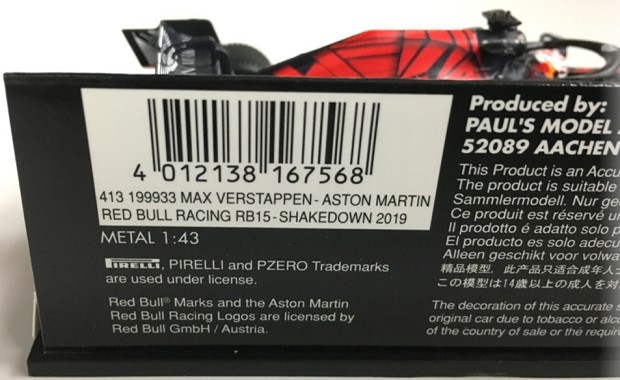 4 012138 167568
413 199933 MAX VERSTAPPEN - ASTON MARTIN
RED BULL RACING RB15 - SHAKEDOWN 2019
METAL 1:43
PIRELLI, PIRELLI and PZERO Trademarks
are used under license.
Red Bull® Marks and the Aston Martin
Red Bull Racing Logos are licensed by
Red Bull GmbH / Austria.
Produced by:
PAUL'S MODEL
52089 AACHEN
This Product is an
The product is suitable
Sammlermodell. Nur
Ce produit est réservé
Il prodotto è adatto solo
El producto es solo
Alleen geschikt voor
精品模型，此产品只适合成年人
この模型は14歳以上の成人を
The decoration of this accurate
original car due to tobacco or
of the country of sale or the